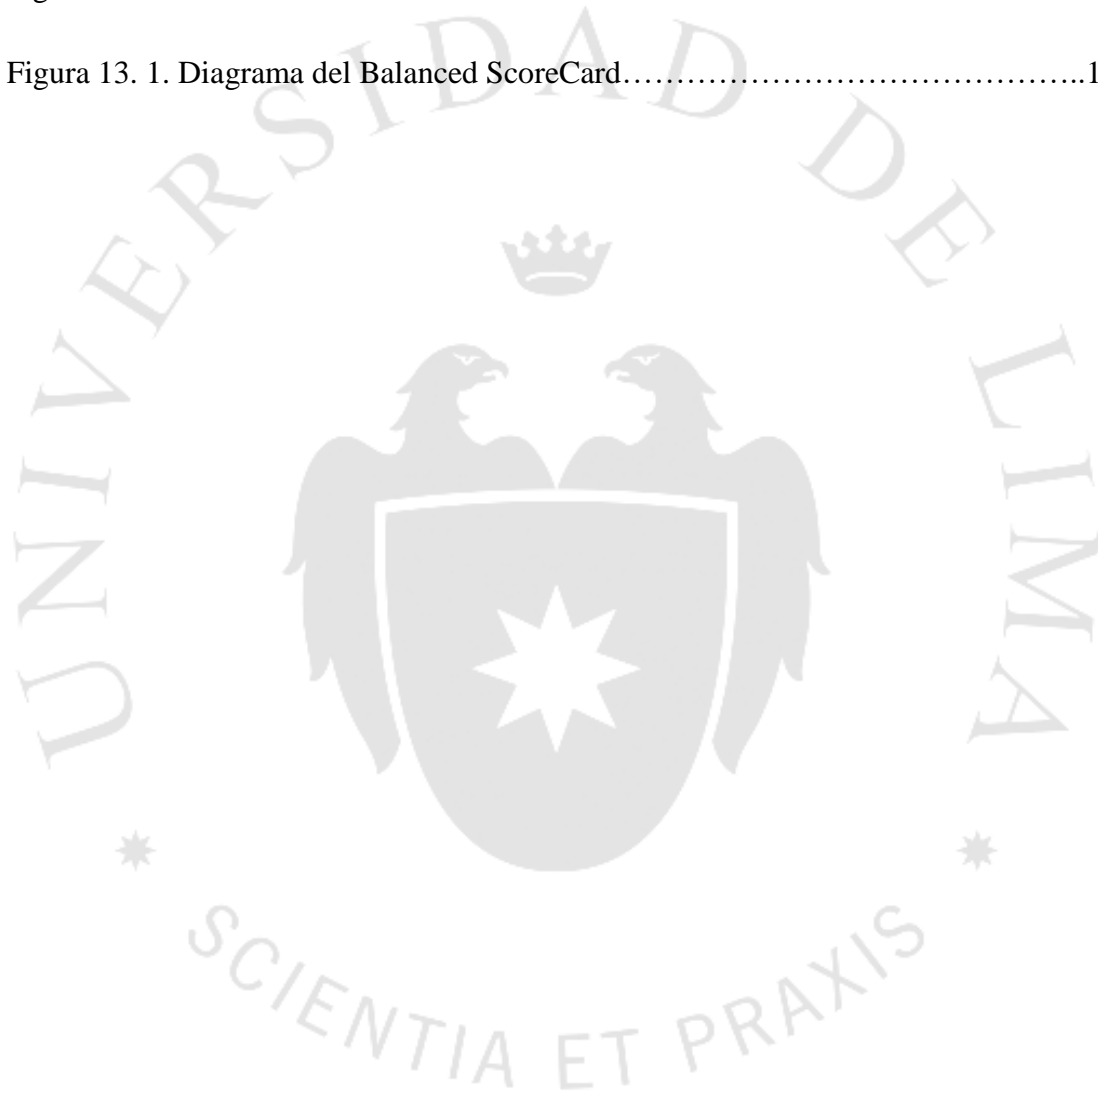 Figura 13. 1. Diagrama del Balanced ScoreCard…………………………………..1
UNIVERSIDAD DE LIMA
SCIENTIA ET PRAXIS